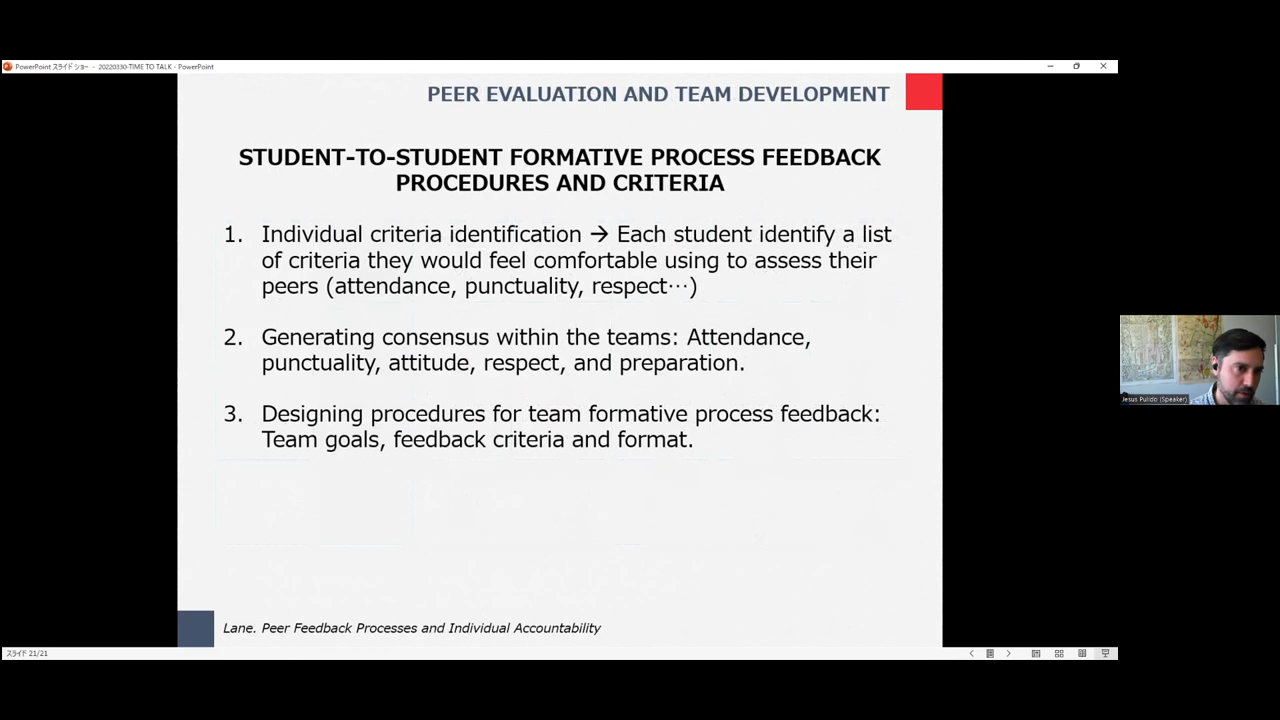 PowerPoint スライド ショー - 20220330-TIME TO TALK - PowerPoint
PEER EVALUATION AND TEAM DEVELOPMENT
STUDENT-TO-STUDENT FORMATIVE PROCESS FEEDBACK
PROCEDURES AND CRITERIA
1. Individual criteria identification → Each student identify a list
of criteria they would feel comfortable using to assess their
peers (attendance, punctuality, respect…)
2. Generating consensus within the teams: Attendance,
punctuality, attitude, respect, and preparation.
3. Designing procedures for team formative process feedback:
Team goals, feedback criteria and format.
Lane. Peer Feedback Processes and Individual Accountability
スライド 21/21
Jesus Pulido (Speaker)